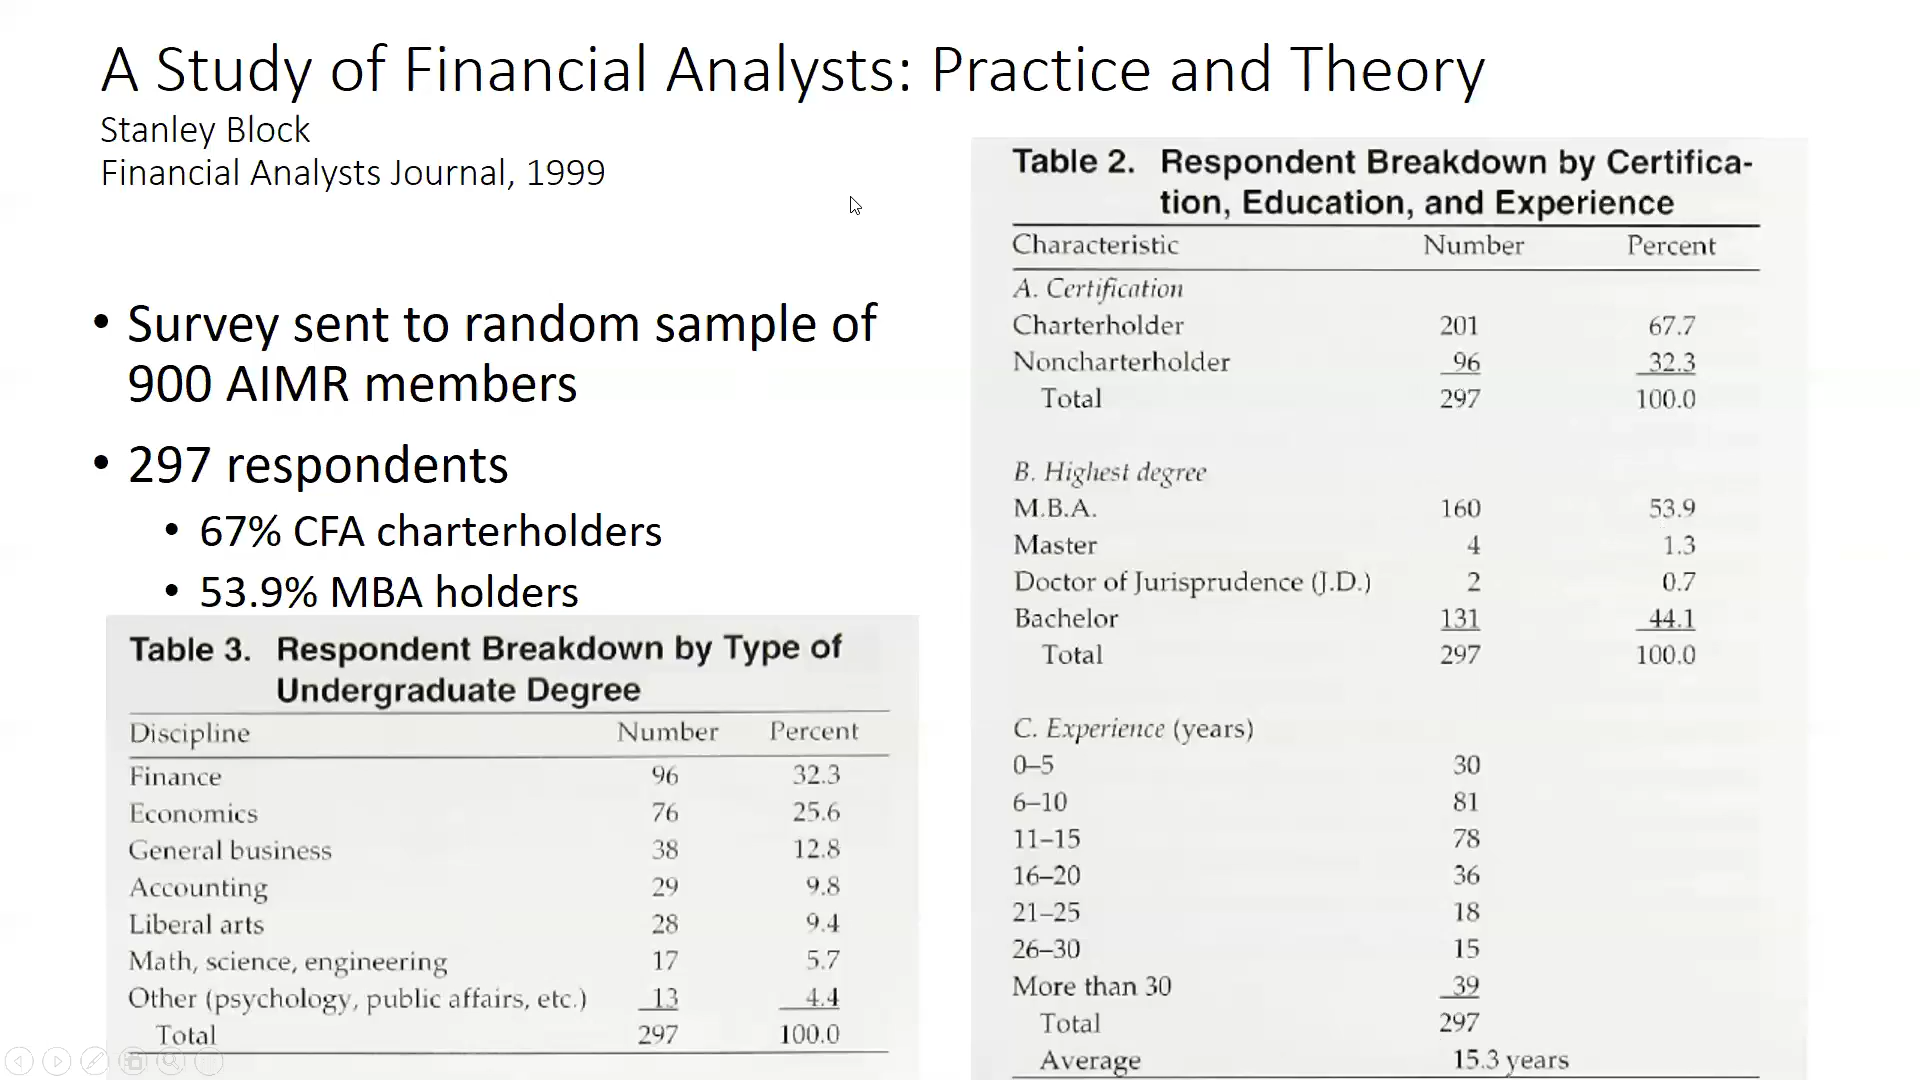 A Study of Financial Analysts: Practice and Theory
Stanley Block
Financial Analysts Journal, 1999
• Survey sent to random sample of
900 AIMR members
• 297 respondents
• 67% CFA charterholders
• 53.9% MBA holders
Table 3. Respondent Breakdown by Type of
Undergraduate Degree
Discipline Number Percent
Finance 96 32.3
Economics 76 25.6
General business 38 12.8
Accounting 29 9.8
Liberal arts 28 9.4
Math, science, engineering 17 5.7
Other (psychology, public affairs, etc.) 13 4.4
Total 297 100.0
Table 2. Respondent Breakdown by Certifica-
tion, Education, and Experience
Characteristic Number Percent
A. Certification
Charterholder 201 67.7
Noncharterholder 96 32.3
Total 297 100.0
B. Highest degree
M.B.A. 160 53.9
Master 4 1.3
Doctor of Jurisprudence (J.D.) 2 0.7
Bachelor 131 44.1
Total 297 100.0
C. Experience (years)
0–5 30
6–10 81
11–15 78
16–20 36
21–25 18
26–30 15
More than 30 39
Total 297
Average 15.3 years